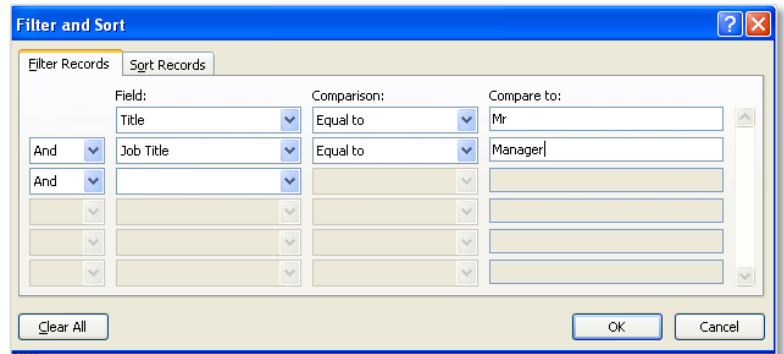 Filter and Sort
Filter Records Sort Records
Field: Comparison: Compare to:
Title Equal to Mr
And Job Title Equal to Manager
And
Clear All OK Cancel